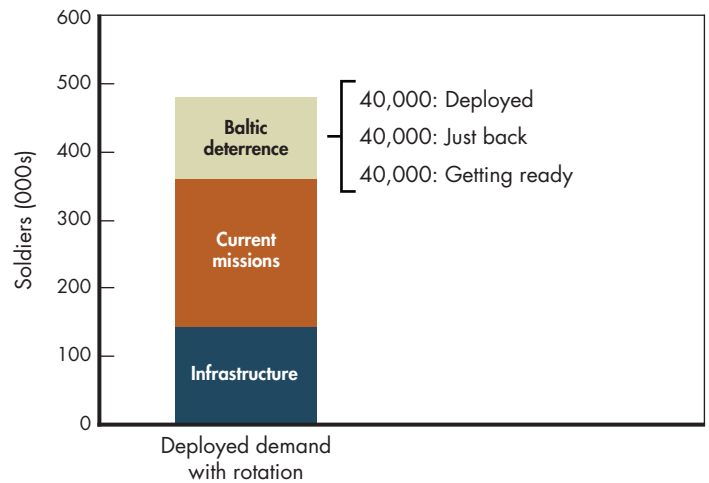 600
500
400
300
200
100
0
Soldiers (000s)
Baltic
deterrence
Current
missions
Infrastructure
40,000: Deployed
40,000: Just back
40,000: Getting ready
Deployed demand
with rotation